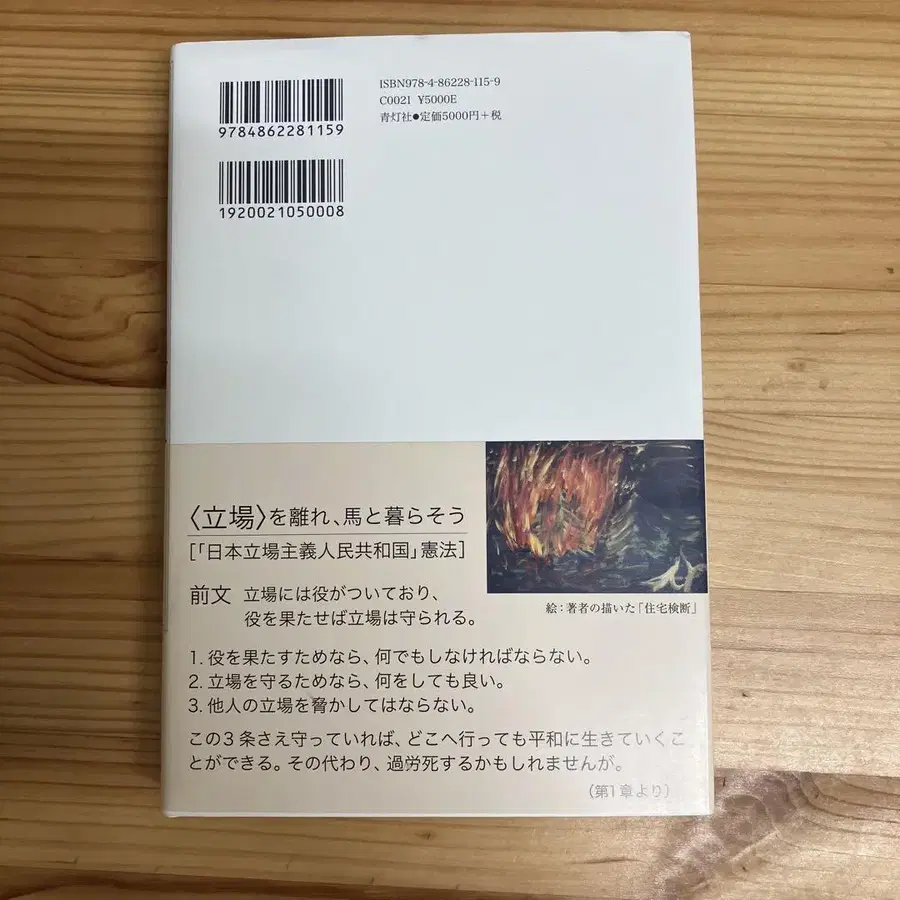 ISBN978-4-86228-115-9
C0021 ¥5000E
青灯社●定価5000円+税
9784862281159
1920021050008
〈立場〉を離れ、馬と暮らそう
[「日本立場主義人民共和国」憲法]
前文 立場には役がついており、
役を果たせば立場は守られる。
絵:著者の描いた「住宅検断」
1. 役を果たすためなら、何でもしなければならない。
2. 立場を守るためなら、何をしても良い。
3. 他人の立場を脅かしてはならない。
この3条さえ守っていれば、どこへ行っても平和に生きていくこ
とができる。その代わり、過労死するかもしれませんが。
(第1章より)